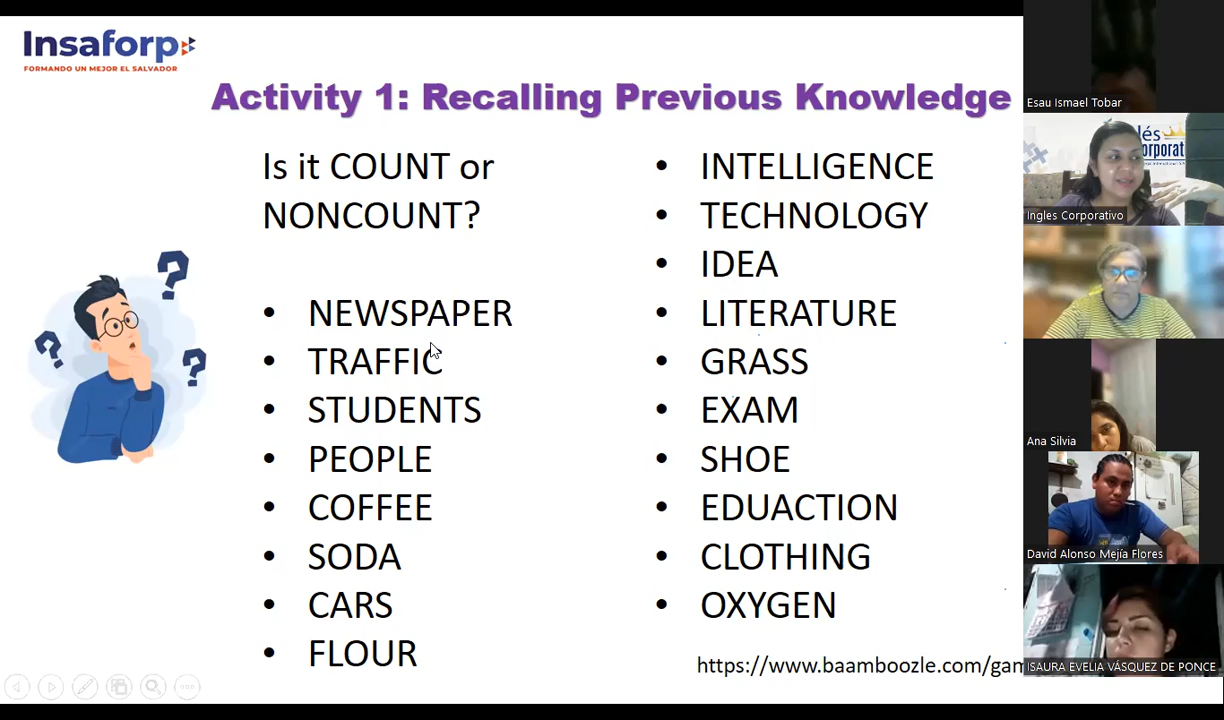 Insaforp
FORMANDO UN MEJOR EL SALVADOR
Activity 1: Recalling Previous Knowledge
Is it COUNT or
NONCOUNT?
• NEWSPAPER
• TRAFFIC
• STUDENTS
• PEOPLE
• COFFEE
• SODA
• CARS
• FLOUR
• INTELLIGENCE
• TECHNOLOGY
• IDEA
• LITERATURE
• GRASS
• EXAM
• SHOE
• EDUACTION
• CLOTHING
• OXYGEN
https://www.baamboozle.com/gam
Esau Ismael Tobar
lés
orporat
Ingles Corporativo
Ana Silvia
David Alonso Mejía Flores
ISAURA EVELIA VÁSQUEZ DE PONCE